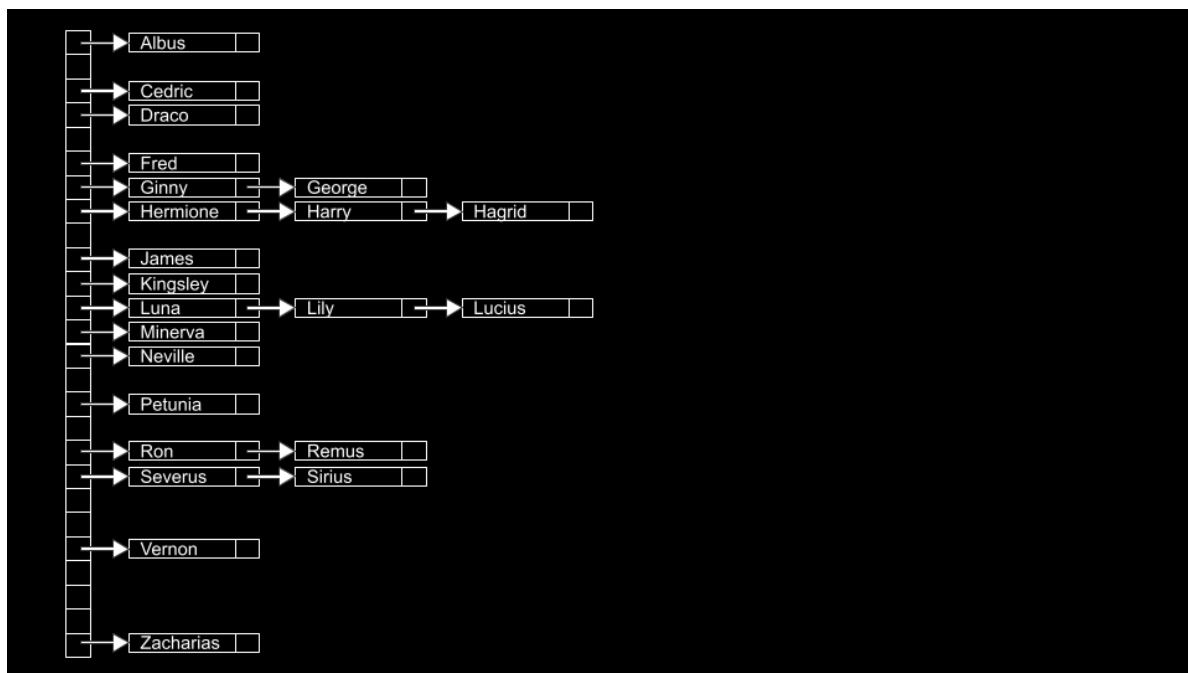 Albus
Cedric
Draco
Fred
Ginny George
Hermione Harry Hagrid
James
Kingsley
Luna Lily Lucius
Minerva
Neville
Petunia
Ron Remus
Severus Sirius
Vernon
Zacharias